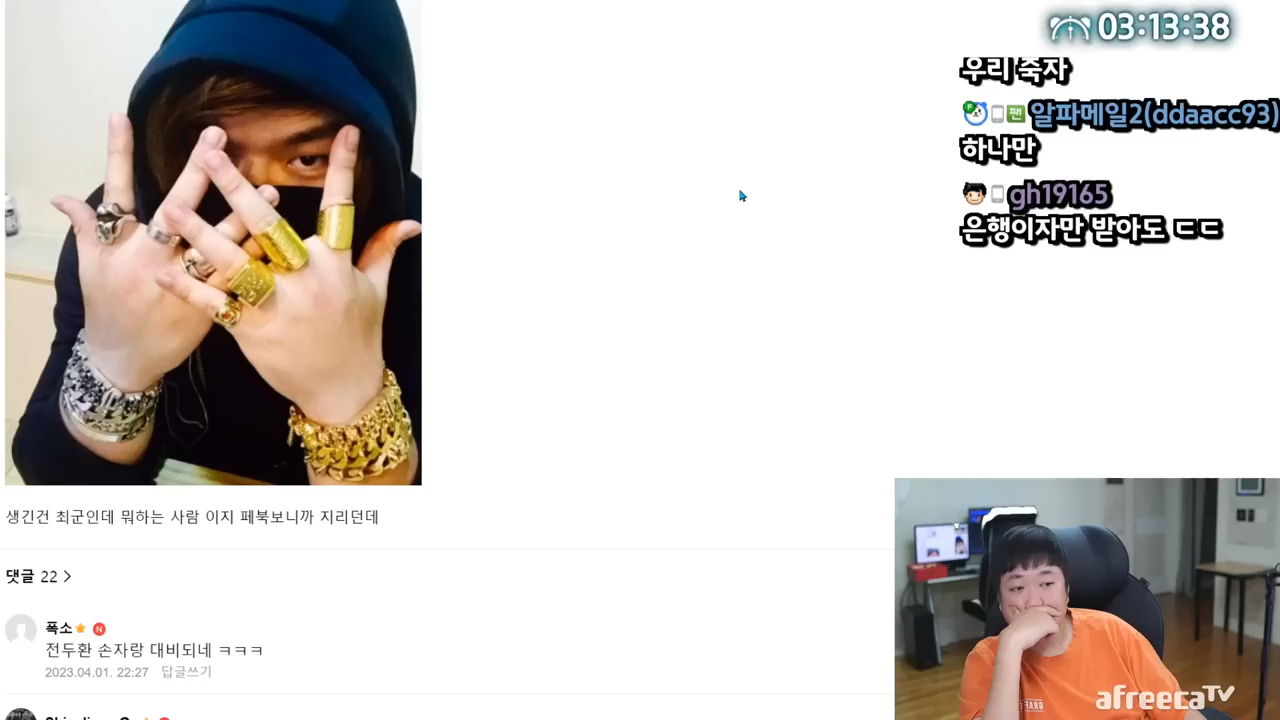 03:13:38
우리 죽자
알파메일2(ddaacc93)
하나만
gh19165
은행이자만 받아도 ㄷㄷ
생긴건 최군인데 뭐하는 사람 이지 페북보니까 지리던데
댓글 22 >
폭소 N
전두환 손자랑 대비되네 ㅋㅋㅋ
2023.04.01. 22:27 답글쓰기
afreecaTV